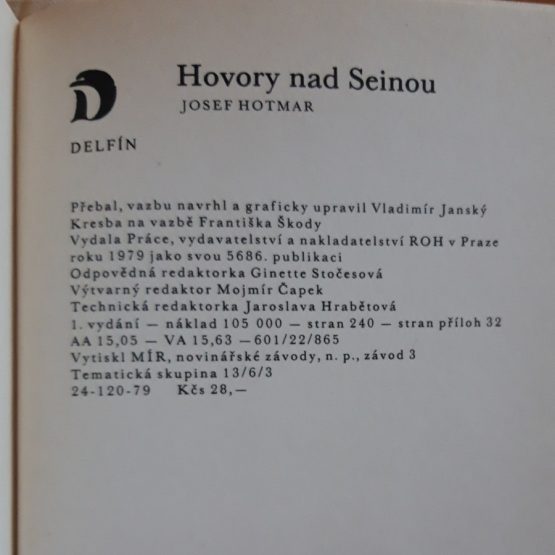 Hovory nad Seinou
JOSEF HOTMAR
DELFÍN
Přebal, vazbu navrhl a graficky upravil Vladimír Janský
Kresba na vazbě Františka Škody
Vydala Práce, vydavatelství a nakladatelství ROH v Praze
roku 1979 jako svou 5686. publikaci
Odpovědná redaktorka Ginette Stočesová
Výtvarný redaktor Mojmír Čapek
Technická redaktorka Jaroslava Hrabětová
1. vydání — náklad 105 000 — stran 240 — stran příloh 32
AA 15,05 — VA 15,63 — 601/22/865
Vytiskl MÍR, novinářské závody, n. p., závod 3
Tematická skupina 13/6/3
24-120-79 Kčs 28,—